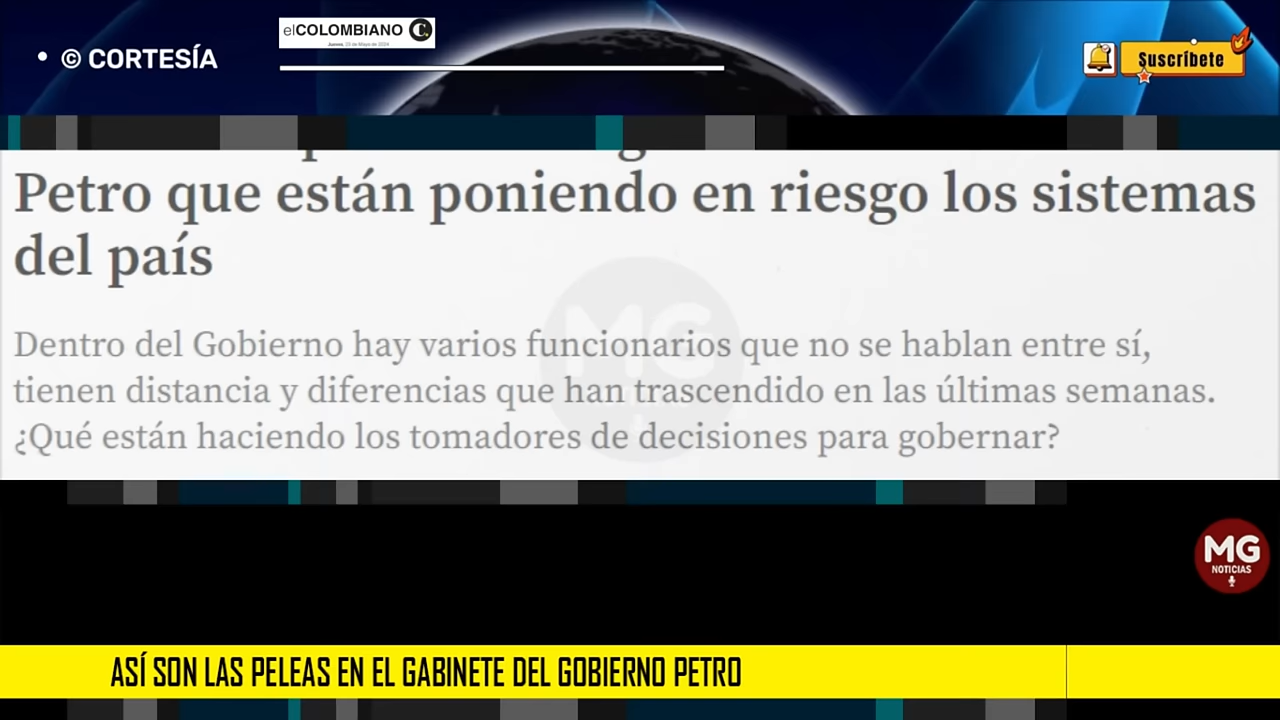 elCOLOMBIANO C.
• © CORTESÍA
Suscríbete
Petro que están poniendo en riesgo los sistemas
del país
Dentro del Gobierno hay varios funcionarios que no se hablan entre sí,
tienen distancia y diferencias que han trascendido en las últimas semanas.
¿Qué están haciendo los tomadores de decisiones para gobernar?
MG
MG
NOTICIAS
ASÍ SON LAS PELEAS EN EL GABINETE DEL GOBIERNO PETRO